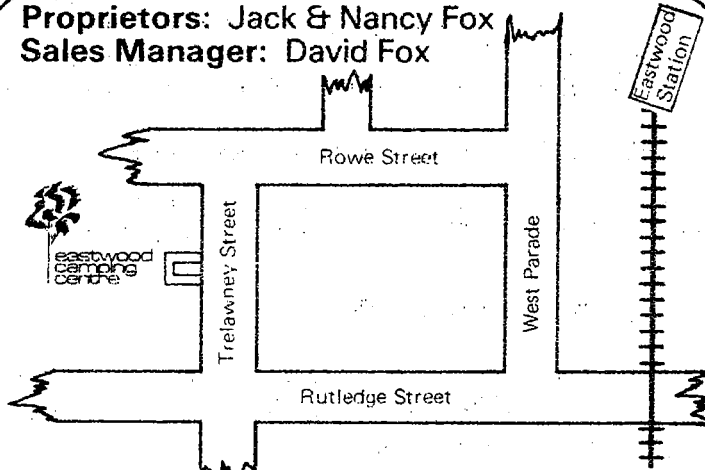 Proprietors: Jack & Nancy Fox
Sales Manager: David Fox
Eastwood
Station
Rowe Street
Trelawney Street
eastwood
camping
centre
West Parade
Rutledge Street